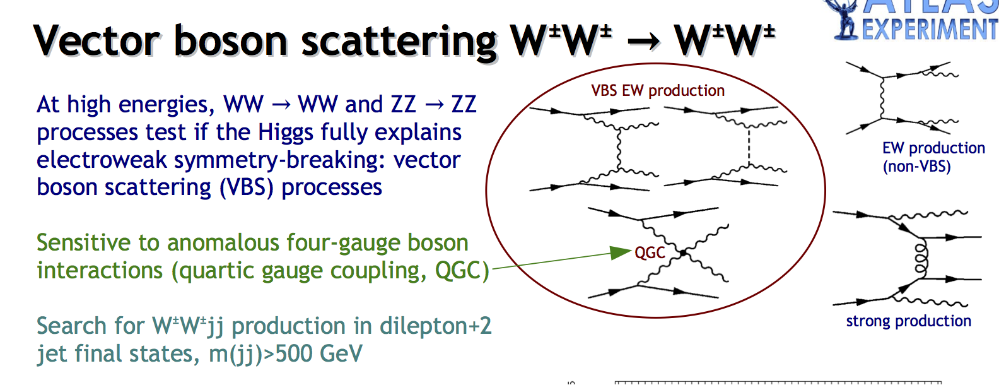 ATLAS
EXPERIMENT
Vector boson scattering W±W± → W±W±
At high energies, WW → WW and ZZ → ZZ
processes test if the Higgs fully explains
electroweak symmetry-breaking: vector
boson scattering (VBS) processes
Sensitive to anomalous four-gauge boson
interactions (quartic gauge coupling, QGC)
Search for W±W±jj production in dilepton+2
jet final states, m(jj)>500 GeV
VBS EW production
QGC
EW production
(non-VBS)
strong production